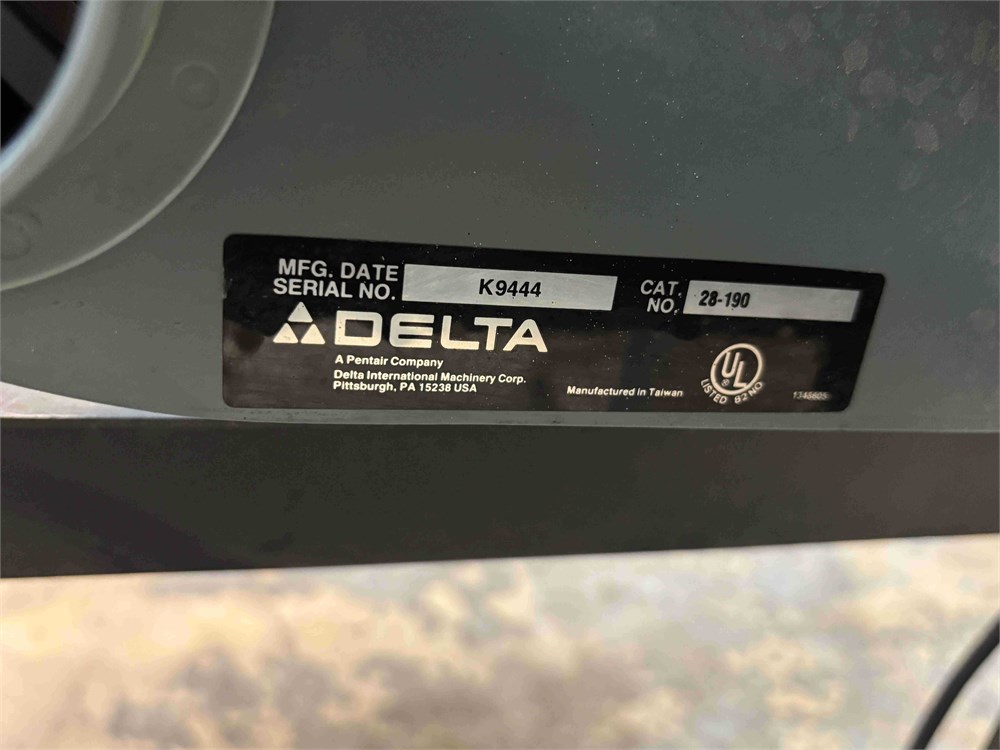 MFG. DATE
SERIAL NO. K9444
CAT.
NO. 28-190
DELTA
A Pentair Company
Delta International Machinery Corp.
Pittsburgh, PA 15238 USA
Manufactured in Taiwan
UL
LISTED 82NO